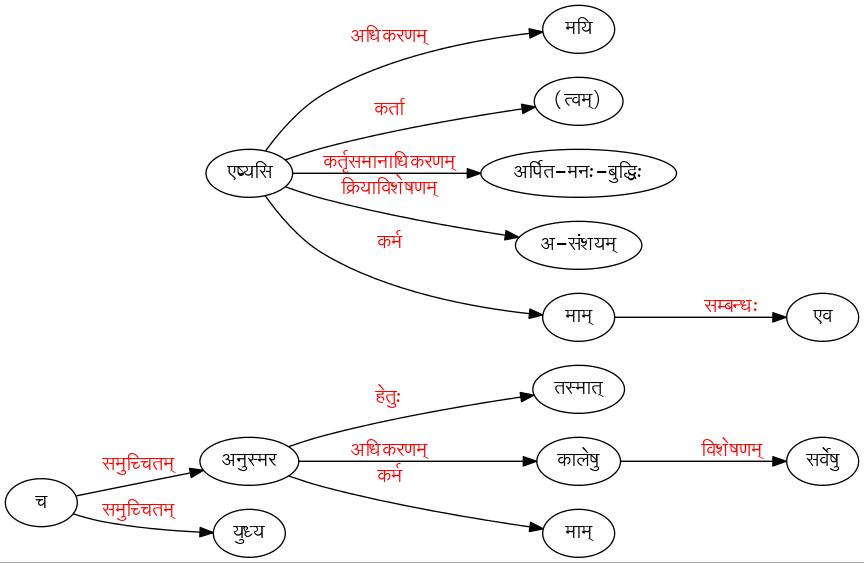 अधिकरणम्
मयि
कर्ता
(त्वम्)
एष्यसि
कर्तृसमानाधिकरणम्
अर्पित-मनः-बुद्धिः
क्रियाविशेषणम्
अ-संशयम्
कर्म
माम्
सम्बन्धः
एव
हेतुः
तस्मात्
च
समुच्चितम्
अनुस्मर
अधिकरणम्
कालेषु
विशेषणम्
सर्वेषु
कर्म
माम्
समुच्चितम्
युध्य